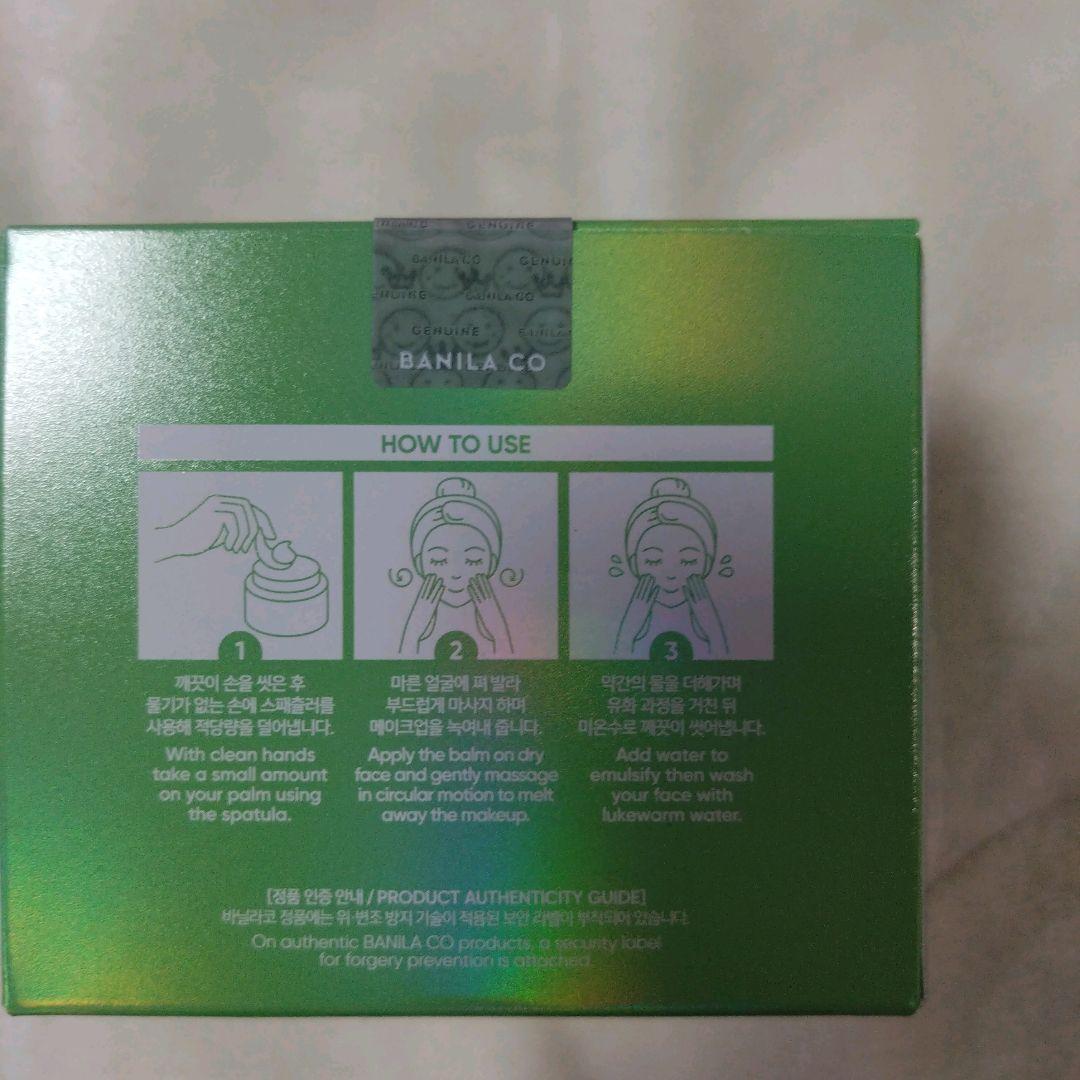 GENUINE
BANILA CO GENUIN
NUINE BANILA CO
GENUINE BANILA
BANILA CO
HOW TO USE
1
깨끗이 손을 씻은 후
물기가 없는 손에 스패츌러를
사용해 적당량을 덜어냅니다.
With clean hands
take a small amount
on your palm using
the spatula.
2
마른 얼굴에 펴 발라
부드럽게 마사지 하며
메이크업을 녹여내 줍니다.
Apply the balm on dry
face and gently massage
in circular motion to melt
away the makeup.
3
약간의 물을 더해가며
유화 과정을 거친 뒤
미온수로 깨끗이 씻어냅니다.
Add water to
emulsify then wash
your face with
lukewarm water.
[정품 인증 안내 / PRODUCT AUTHENTICITY GUIDE]
바닐라코 정품에는 위·변조 방지 기술이 적용된 보안 라벨이 부착되어 있습니다.
On authentic BANILA CO products, a security label
for forgery prevention is attached.